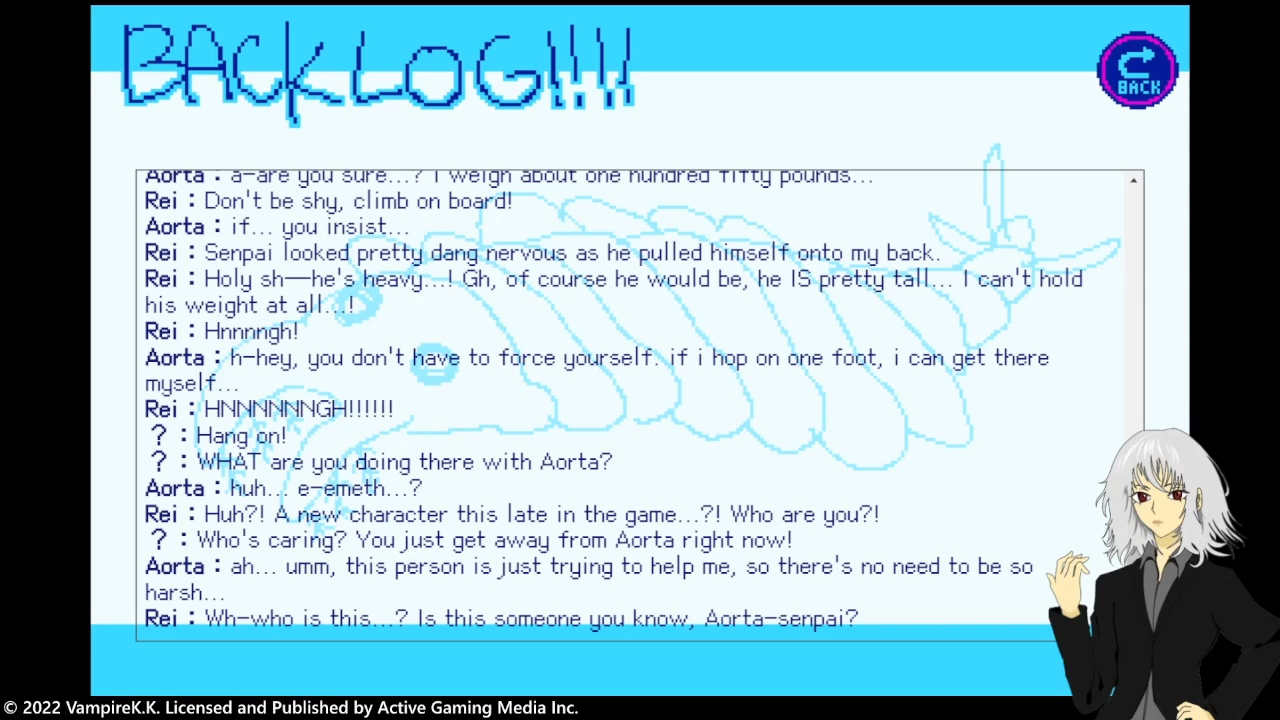 BACKLOG!!!!
BACK
Aorta : a-are you sure...? I weigh about one hundred fifty pounds...
Rei : Don't be shy, climb on board!
Aorta : if... you insist...
Rei : Senpai looked pretty dang nervous as he pulled himself onto my back.
Rei : Holy sh—he's heavy...! Gh, of course he would be, he IS pretty tall... I can't hold
his weight at all...!
Rei : Hnnnngh!
Aorta : h-hey, you don't have to force yourself. if i hop on one foot, i can get there
myself...
Rei : HNNNNNNGH!!!!!!
? : Hang on!
? : WHAT are you doing there with Aorta?
Aorta : huh... e-emeth...?
Rei : Huh?! A new character this late in the game...?! Who are you?!
? : Who's caring? You just get away from Aorta right now!
Aorta : ah... umm, this person is just trying to help me, so there's no need to be so
harsh...
Rei : Wh-who is this...? Is this someone you know, Aorta-senpai?
© 2022 VampireK.K. Licensed and Published by Active Gaming Media Inc.